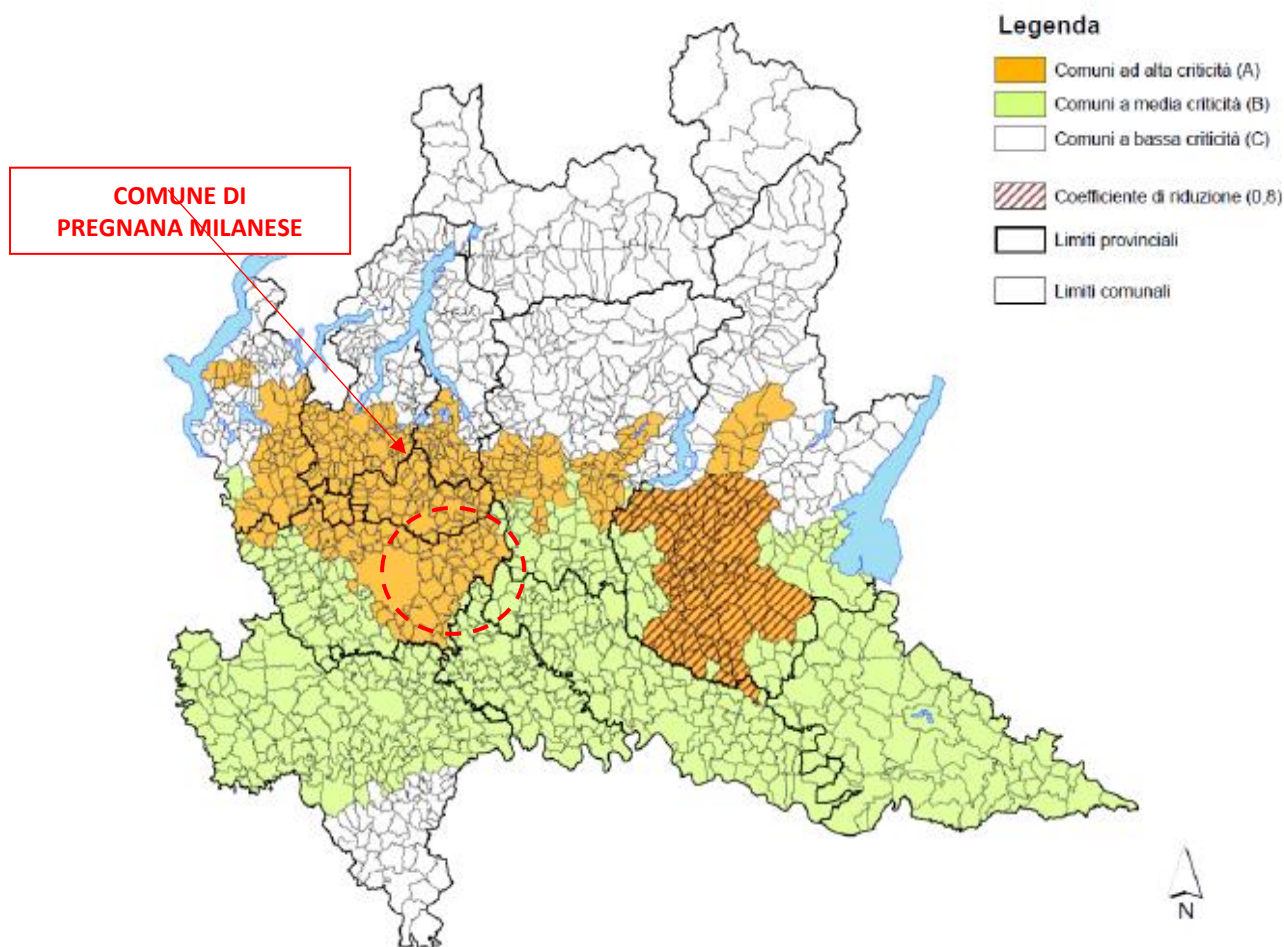 Legenda
Comuni ad alta criticità (A)
Comuni a media criticità (B)
Comuni a bassa criticità (C)
Coefficiente di riduzione (0,8)
Limiti provinciali
Limiti comunali
COMUNE DI
PREGNANA MILANESE
N